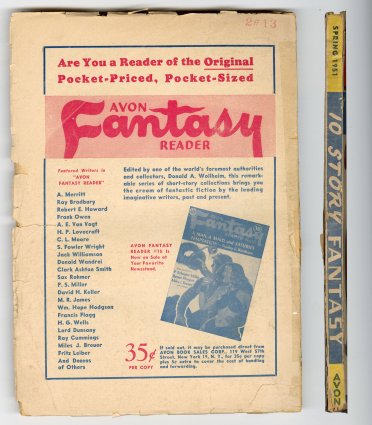 2#13
Are You a Reader of the Original
Pocket-Priced, Pocket-Sized
AVON
Fantasy
READER
Featured Writers in
"AVON
FANTASY READER"
A. Merritt
Ray Bradbury
Robert E. Howard
Frank Owen
A. E. Van Vogt
H. P. Lovecraft
C. L. Moore
S. Fowler Wright
Jack Williamson
Donald Wandrei
Clark Ashton Smith
Sax Rohmer
P. S. Miller
David H. Keller
M. R. James
Wm. Hope Hodgson
Francis Flagg
H. G. Wells
Lord Dunsany
Ray Cummings
Miles J. Breuer
Fritz Leiber
And Dozens
of Others
Edited by one of the world's foremost authorities
and collectors, Donald A. Wollheim, this remark-
able series of short-story collections brings you
the cream of fantastic fiction by the leading
imaginative writers, past and present.
AVON FANTASY
READER #15 Is
Now on Sale at
Your Favorite
Newsstand.
Fantasy
35¢
PER COPY
If sold out, it may be purchased direct from
AVON BOOK SALES CORP., 119 West 57th
Street, New York 19, N. Y., for 35c per copy
plus 5c extra to cover the cost of handling
and forwarding.
SPRING 1951
10 STORY FANTASY
AVON